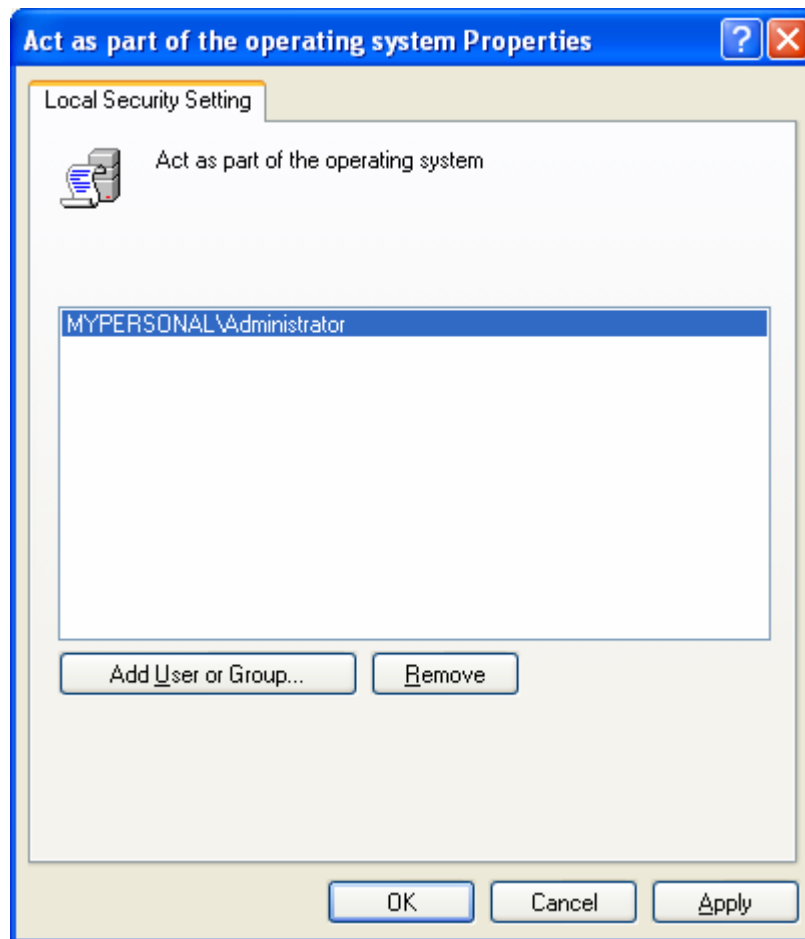 Act as part of the operating system Properties
Local Security Setting
Act as part of the operating system
MYPERSONAL\Administrator
Add User or Group... Remove
OK Cancel Apply